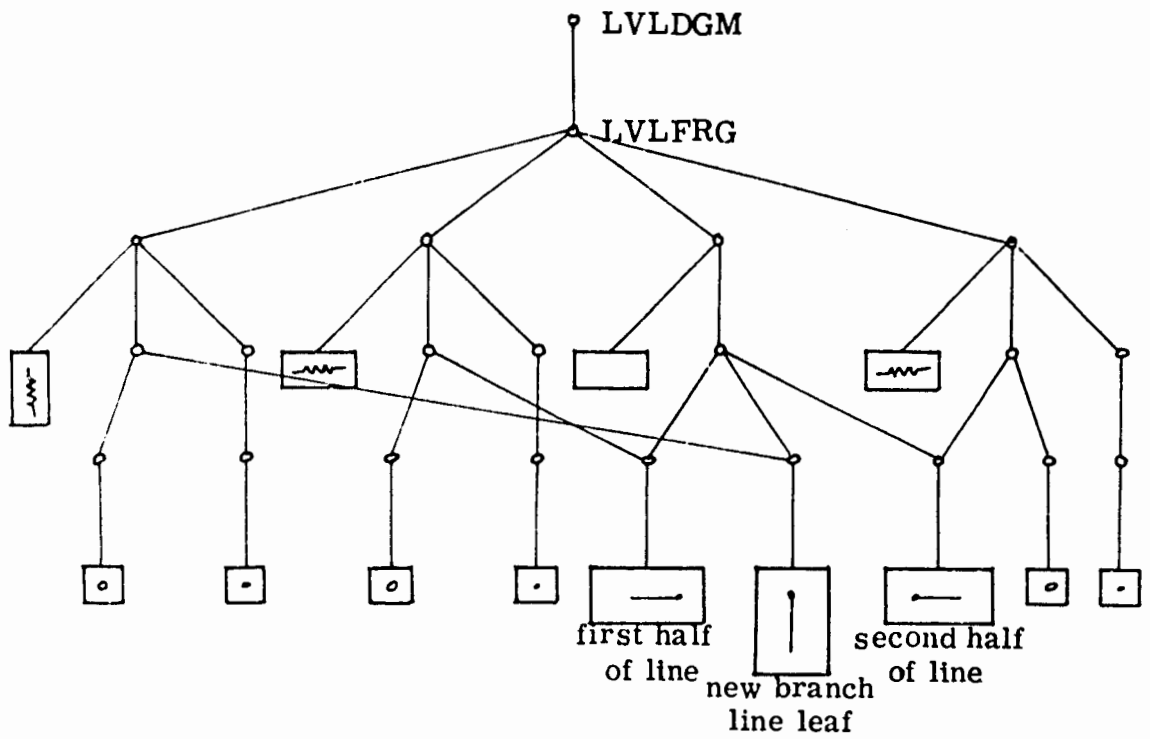 LVLDGM
LVLFRG
first half
of line
new branch
line leaf
second half
of line